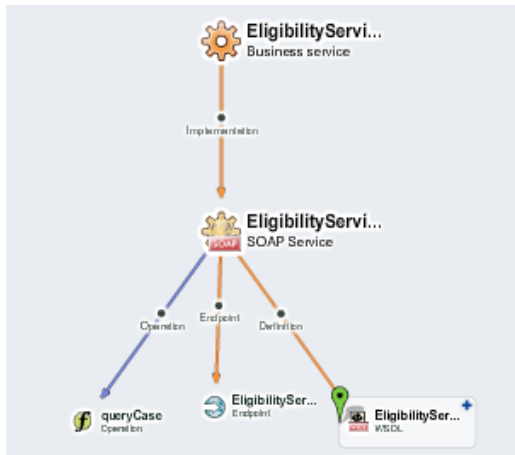 EligibilityServi...
Business service
Implementation
EligibilityServi...
SOAP
SOAP Service
Operation
Endpoint
Definition
queryCase
Operation
EligibilitySer...
Endpoint
EligibilitySer...
WSDL